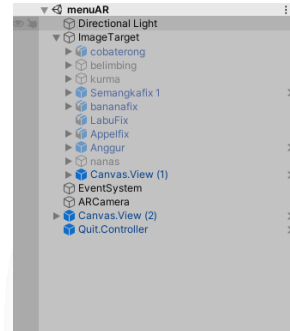 menuAR
Directional Light
ImageTarget
cobaterong
belimbing
kurma
Semangkafix 1
bananafix
LabuFix
Appelfix
Anggur
nanas
Canvas.View (1)
EventSystem
ARCamera
Canvas.View (2)
Quit.Controller